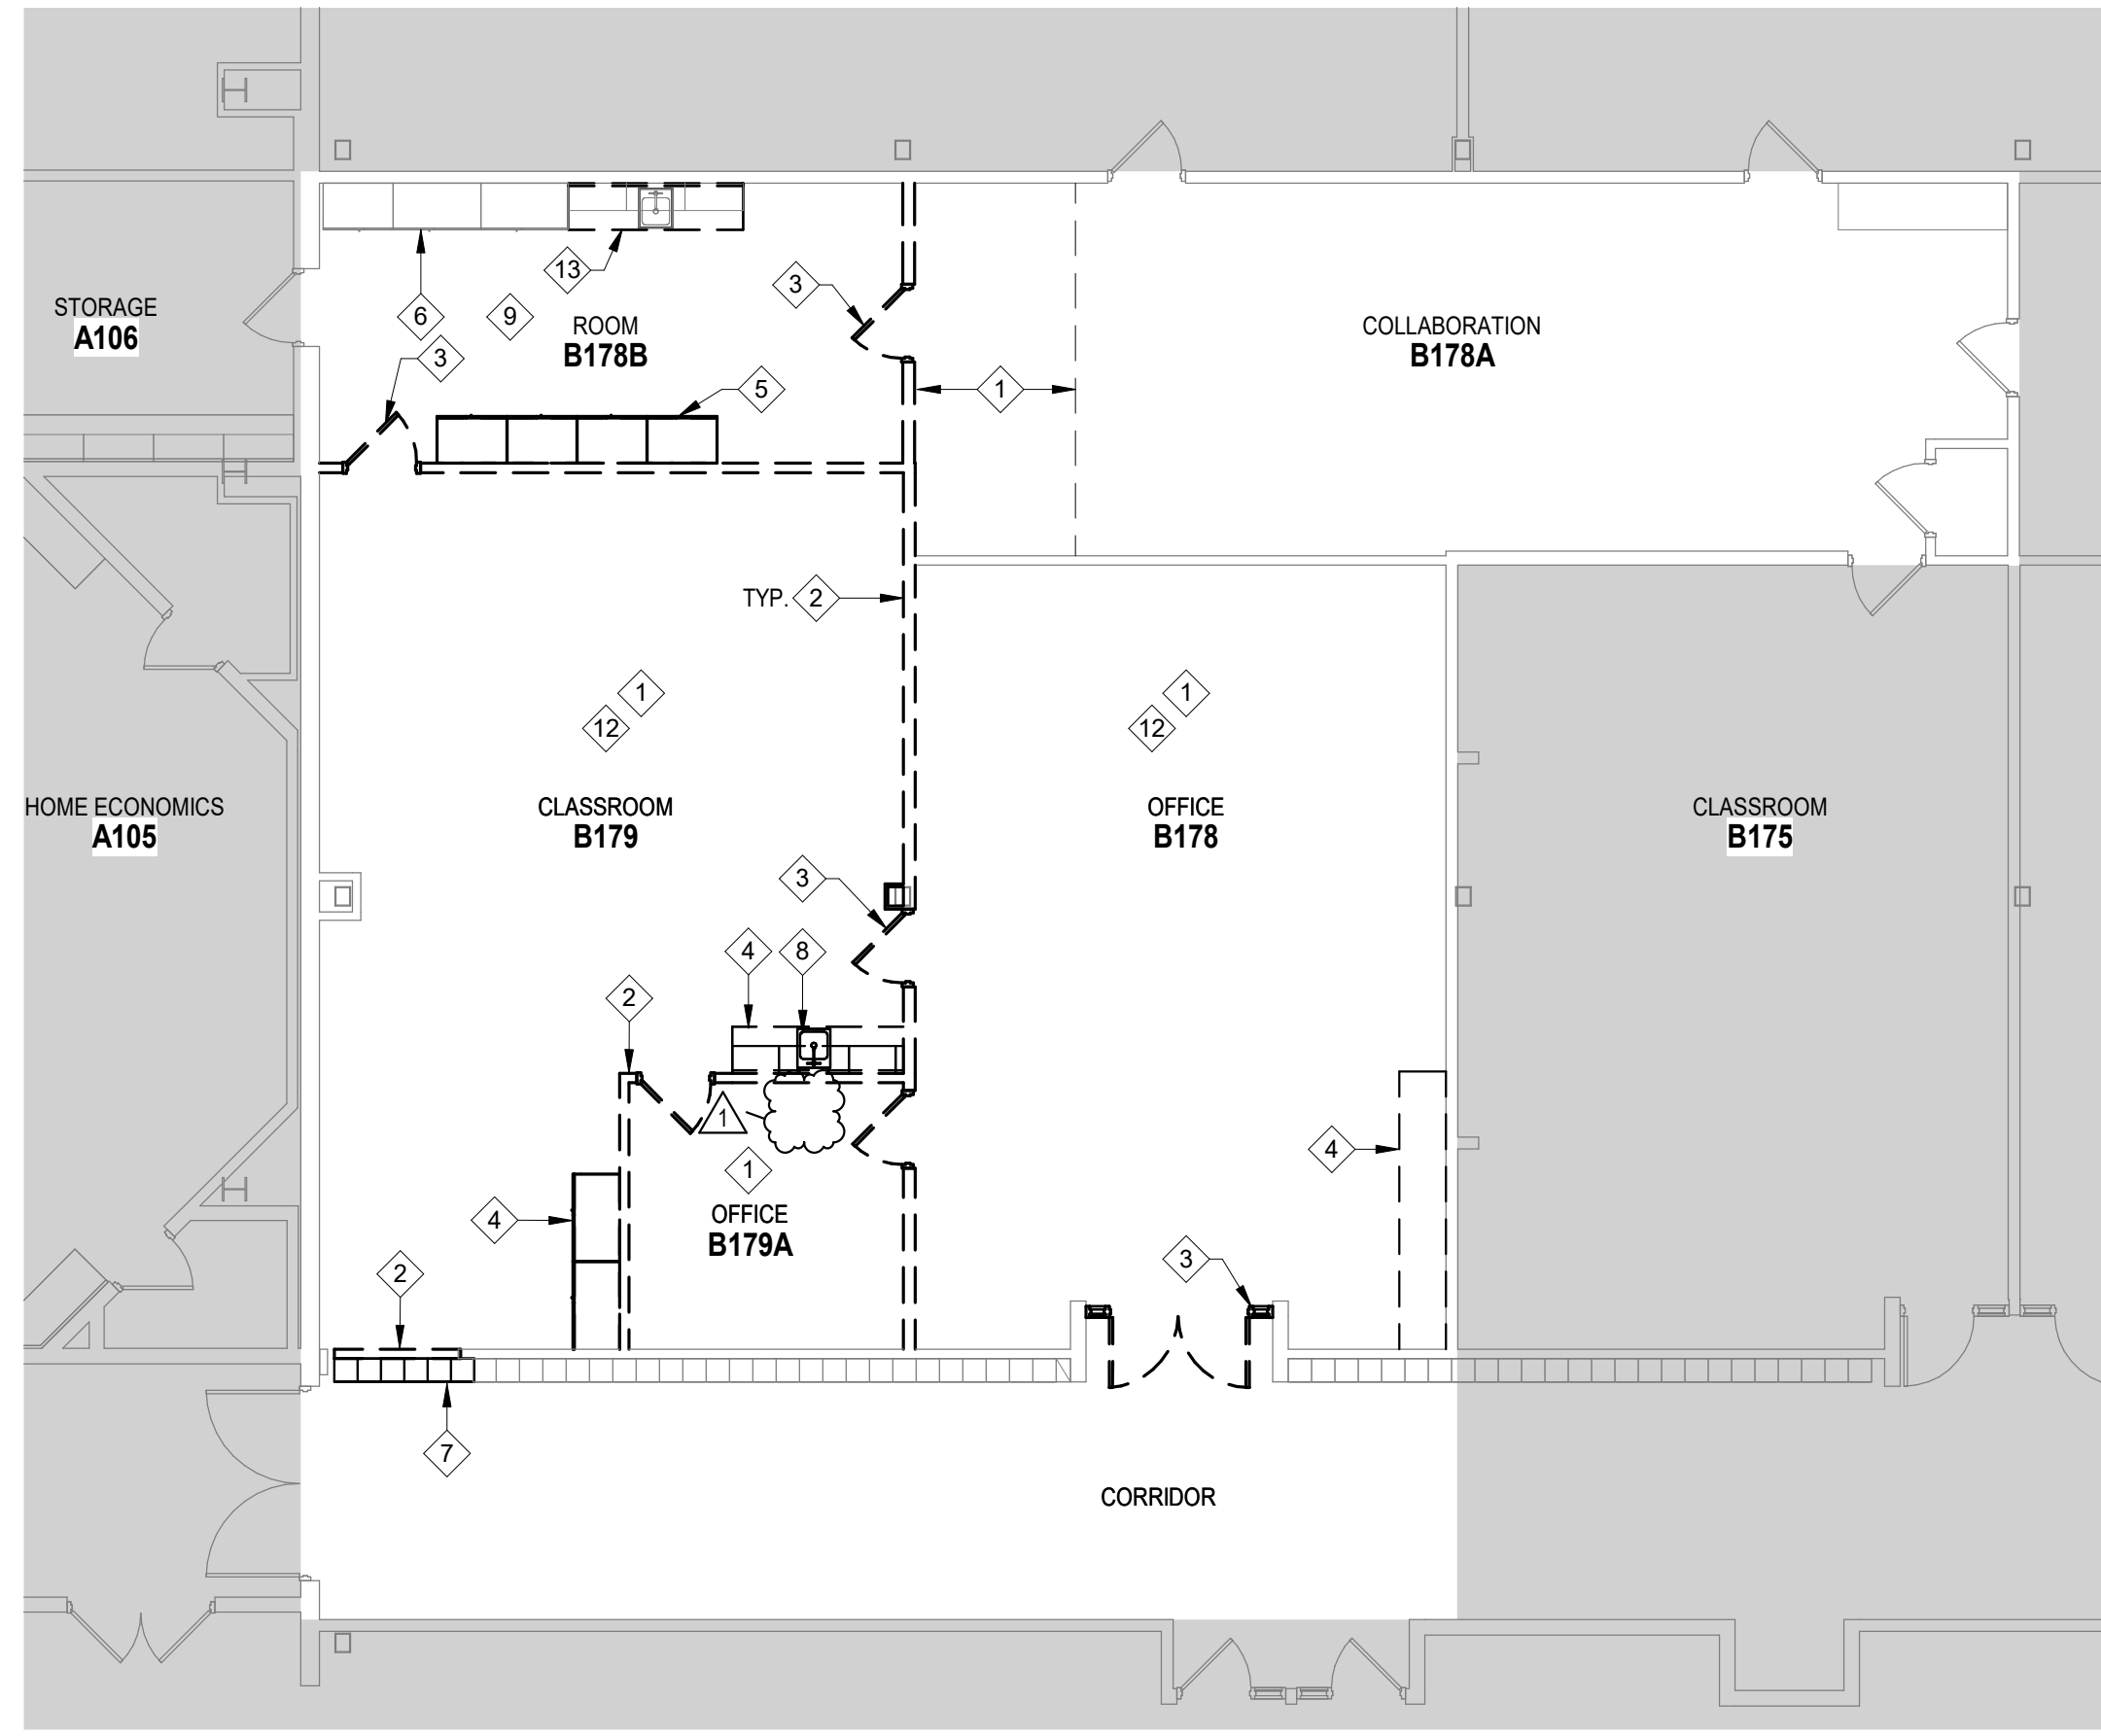 13
3
STORAGE
A106
6
9
ROOM
B178B
COLLABORATION
B178A
3
5
1
TYP. 2
1
12
1
12
HOME ECONOMICS
A105
CLASSROOM
B179
OFFICE
B178
CLASSROOM
B175
3
4
8
2
1
1
4
4
OFFICE
B179A
2
3
7
CORRIDOR